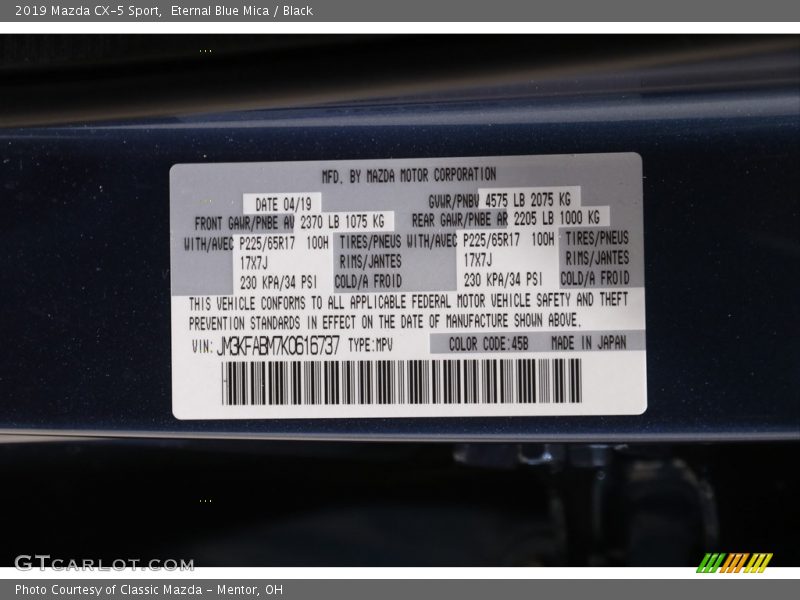 2019 Mazda CX-5 Sport,  Eternal Blue Mica / Black
MFD. BY MAZDA MOTOR CORPORATION
DATE 04/19 GVWR/PNBV 4575 LB 2075 KG
FRONT GAWR/PNBE AV 2370 LB 1075 KG REAR GAWR/PNBE AR 2205 LB 1000 KG
WITH/AVEC P225/65R17 100H TIRES/PNEUS WITH/AVEC P225/65R17 100H TIRES/PNEUS
17X7J RIMS/JANTES 17X7J RIMS/JANTES
230 KPA/34 PSI COLD/A FROID 230 KPA/34 PSI COLD/A FROID
THIS VEHICLE CONFORMS TO ALL APPLICABLE FEDERAL MOTOR VEHICLE SAFETY AND THEFT
PREVENTION STANDARDS IN EFFECT ON THE DATE OF MANUFACTURE SHOWN ABOVE.
VIN: JM3KFABM7K0616737 TYPE:MPV COLOR CODE:45B MADE IN JAPAN
GTCARLOT.COM
Photo Courtesy of Classic Mazda - Mentor, OH